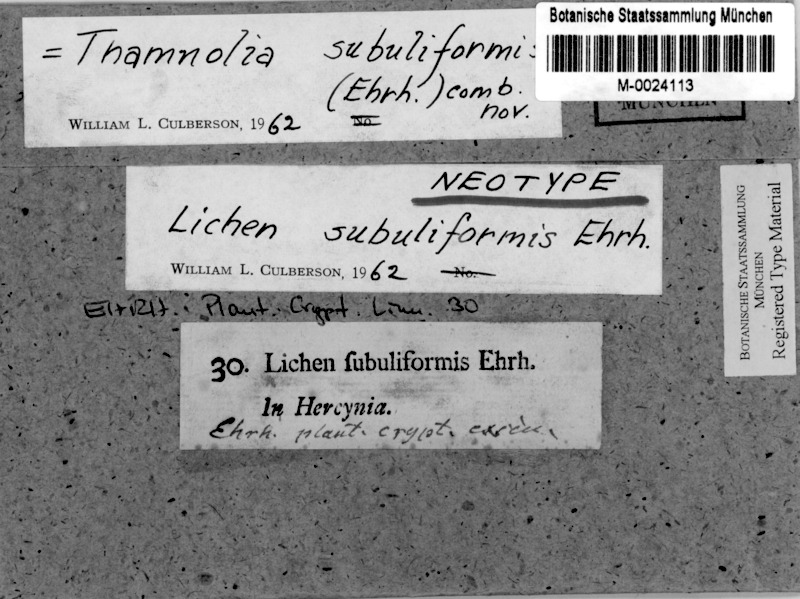 Botanische Staatssammlung München
M-0024113
MÜNCHEN
= Thamnolia subuliformis
(Ehrh.) comb.
nov.
WILLIAM L. CULBERSON, 1962 No.
NEOTYPE
Lichen subuliformis Ehrh.
WILLIAM L. CULBERSON, 1962 No.
BOTANISCHE STAATSSAMMLUNG
MÜNCHEN
Registered Type Material
Ehrh. : Plant. Crypt. Linn. 30
30. Lichen ſubuliformis Ehrh.
In Hercynia.
Ehrh. plant. crypt. exsicc.